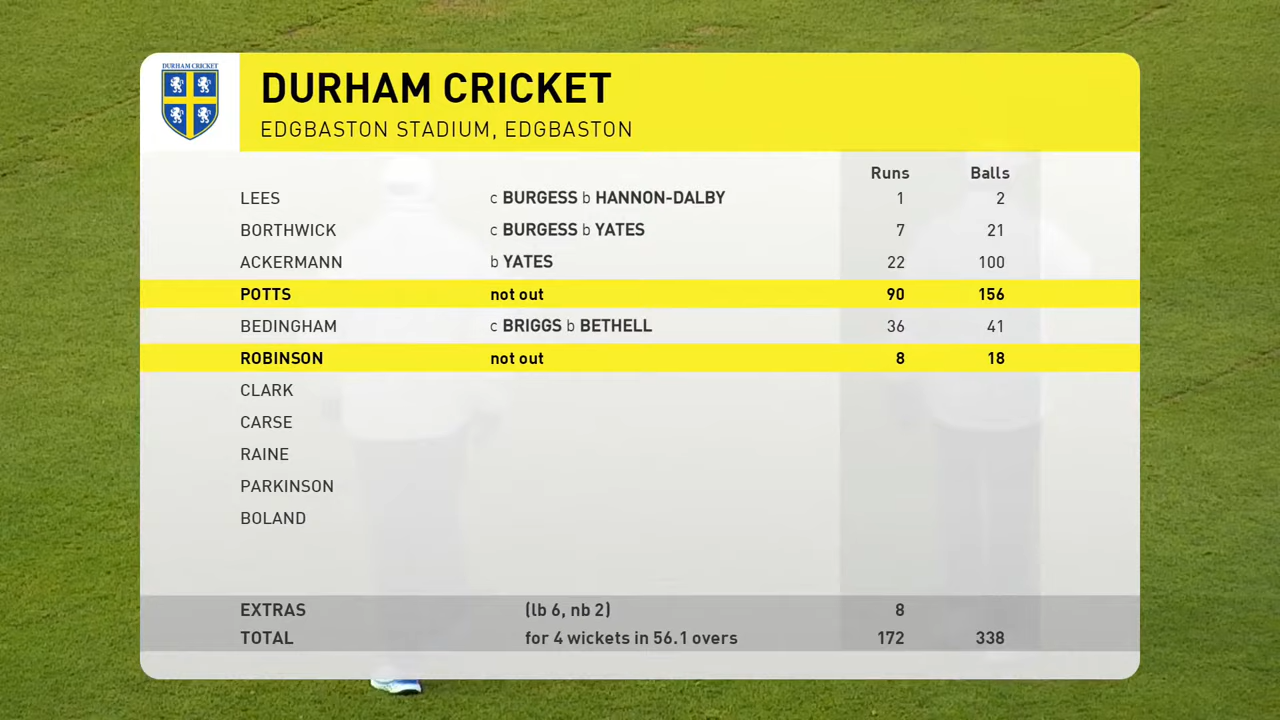 DURHAM CRICKET
DURHAM CRICKET
EDGBASTON STADIUM, EDGBASTON
Runs Balls
LEES c BURGESS b HANNON-DALBY 1 2
BORTHWICK c BURGESS b YATES 7 21
ACKERMANN b YATES 22 100
POTTS not out 90 156
BEDINGHAM c BRIGGS b BETHELL 36 41
ROBINSON not out 8 18
CLARK
CARSE
RAINE
PARKINSON
BOLAND
EXTRAS (lb 6, nb 2) 8
TOTAL for 4 wickets in 56.1 overs 172 338